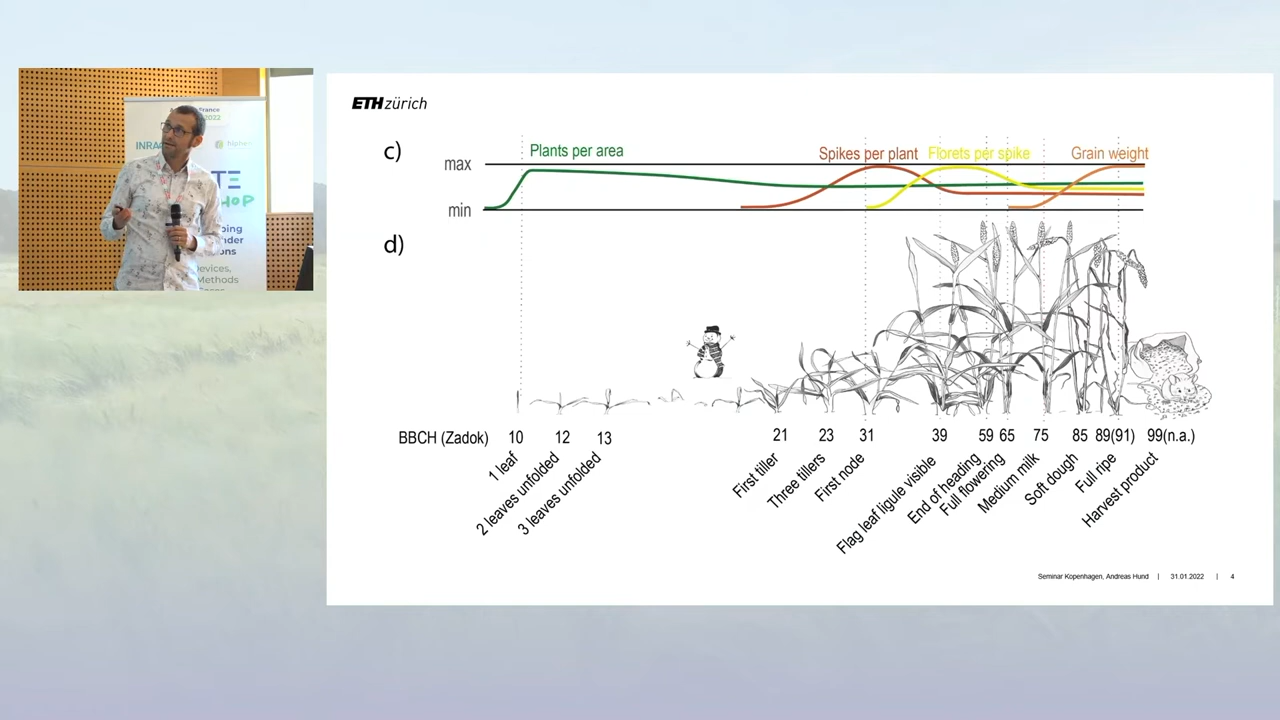 ETH zürich
c)
Plants per area
Spikes per plant
Florets per spike
Grain weight
max
min
d)
BBCH (Zadok) 10 12 13 21 23 31 39 59 65 75 85 89(91) 99(n.a.)
1 leaf
2 leaves unfolded
3 leaves unfolded
First tiller
Three tillers
First node
Flag leaf ligule visible
End of heading
Full flowering
Medium milk
Soft dough
Full ripe
Harvest product
Seminar Kopenhagen, Andreas Hund | 31.01.2022 | 4
INRA